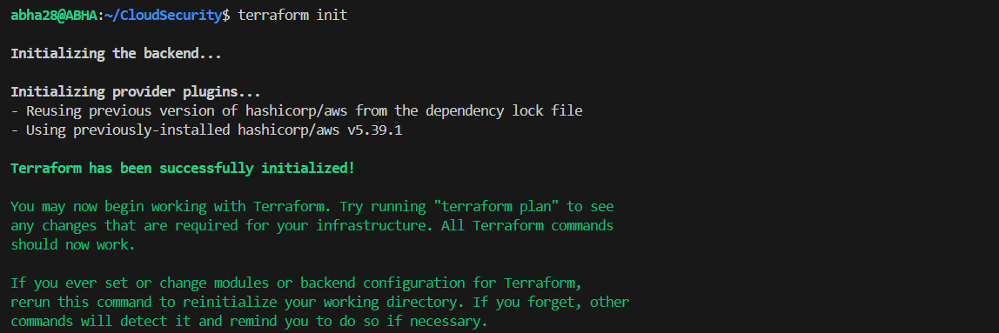 abha28@ABHA:~/CloudSecurity$ terraform init
Initializing the backend...
Initializing provider plugins...
- Reusing previous version of hashicorp/aws from the dependency lock file
- Using previously-installed hashicorp/aws v5.39.1
Terraform has been successfully initialized!
You may now begin working with Terraform. Try running "terraform plan" to see
any changes that are required for your infrastructure. All Terraform commands
should now work.
If you ever set or change modules or backend configuration for Terraform,
rerun this command to reinitialize your working directory. If you forget, other
commands will detect it and remind you to do so if necessary.